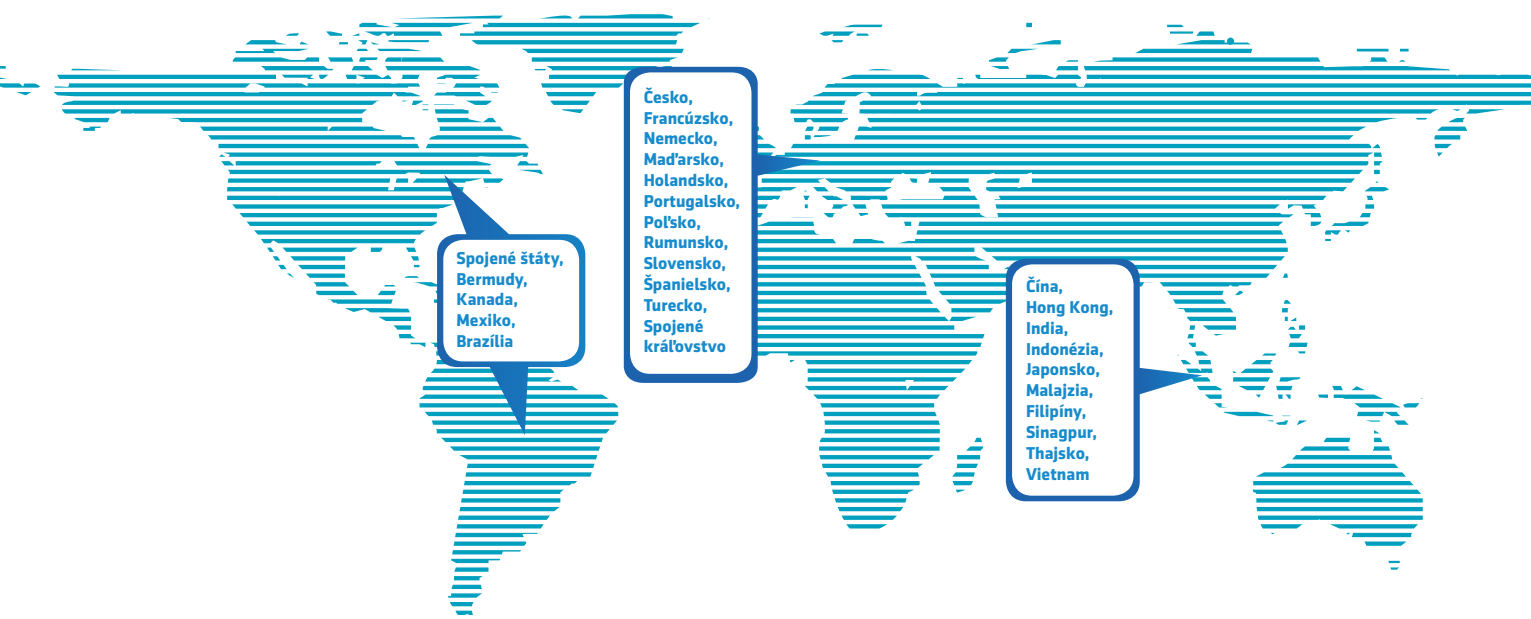 Spojené štáty,
Bermudy,
Kanada,
Mexiko,
Brazília
Česko,
Francúzsko,
Nemecko,
Maďarsko,
Holandsko,
Portugalsko,
Poľsko,
Rumunsko,
Slovensko,
Španielsko,
Turecko,
Spojené
kráľovstvo
Čína,
Hong Kong,
India,
Indonézia,
Japonsko,
Malajzia,
Filipíny,
Sinagpur,
Thajsko,
Vietnam